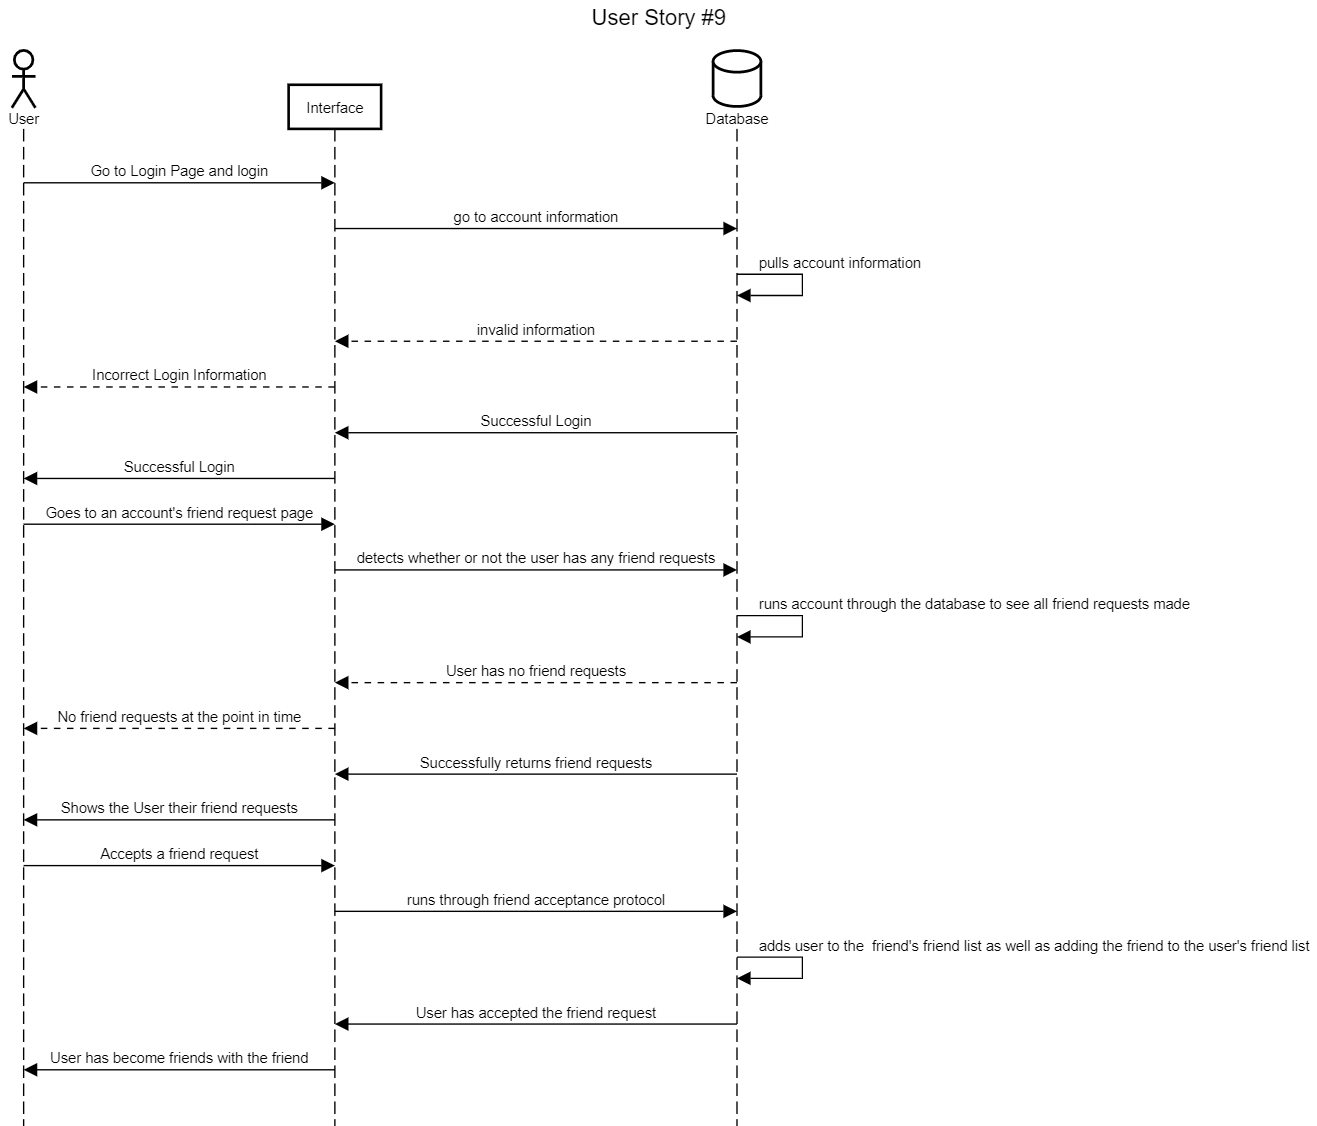 User Story #9
User
Interface
Database
Go to Login Page and login
go to account information
pulls account information
invalid information
Incorrect Login Information
Successful Login
Successful Login
Goes to an account's friend request page
detects whether or not the user has any friend requests
runs account through the database to see all friend requests made
User has no friend requests
No friend requests at the point in time
Successfully returns friend requests
Shows the User their friend requests
Accepts a friend request
runs through friend acceptance protocol
adds user to the  friend's friend list as well as adding the friend to the user's friend list
User has accepted the friend request
User has become friends with the friend